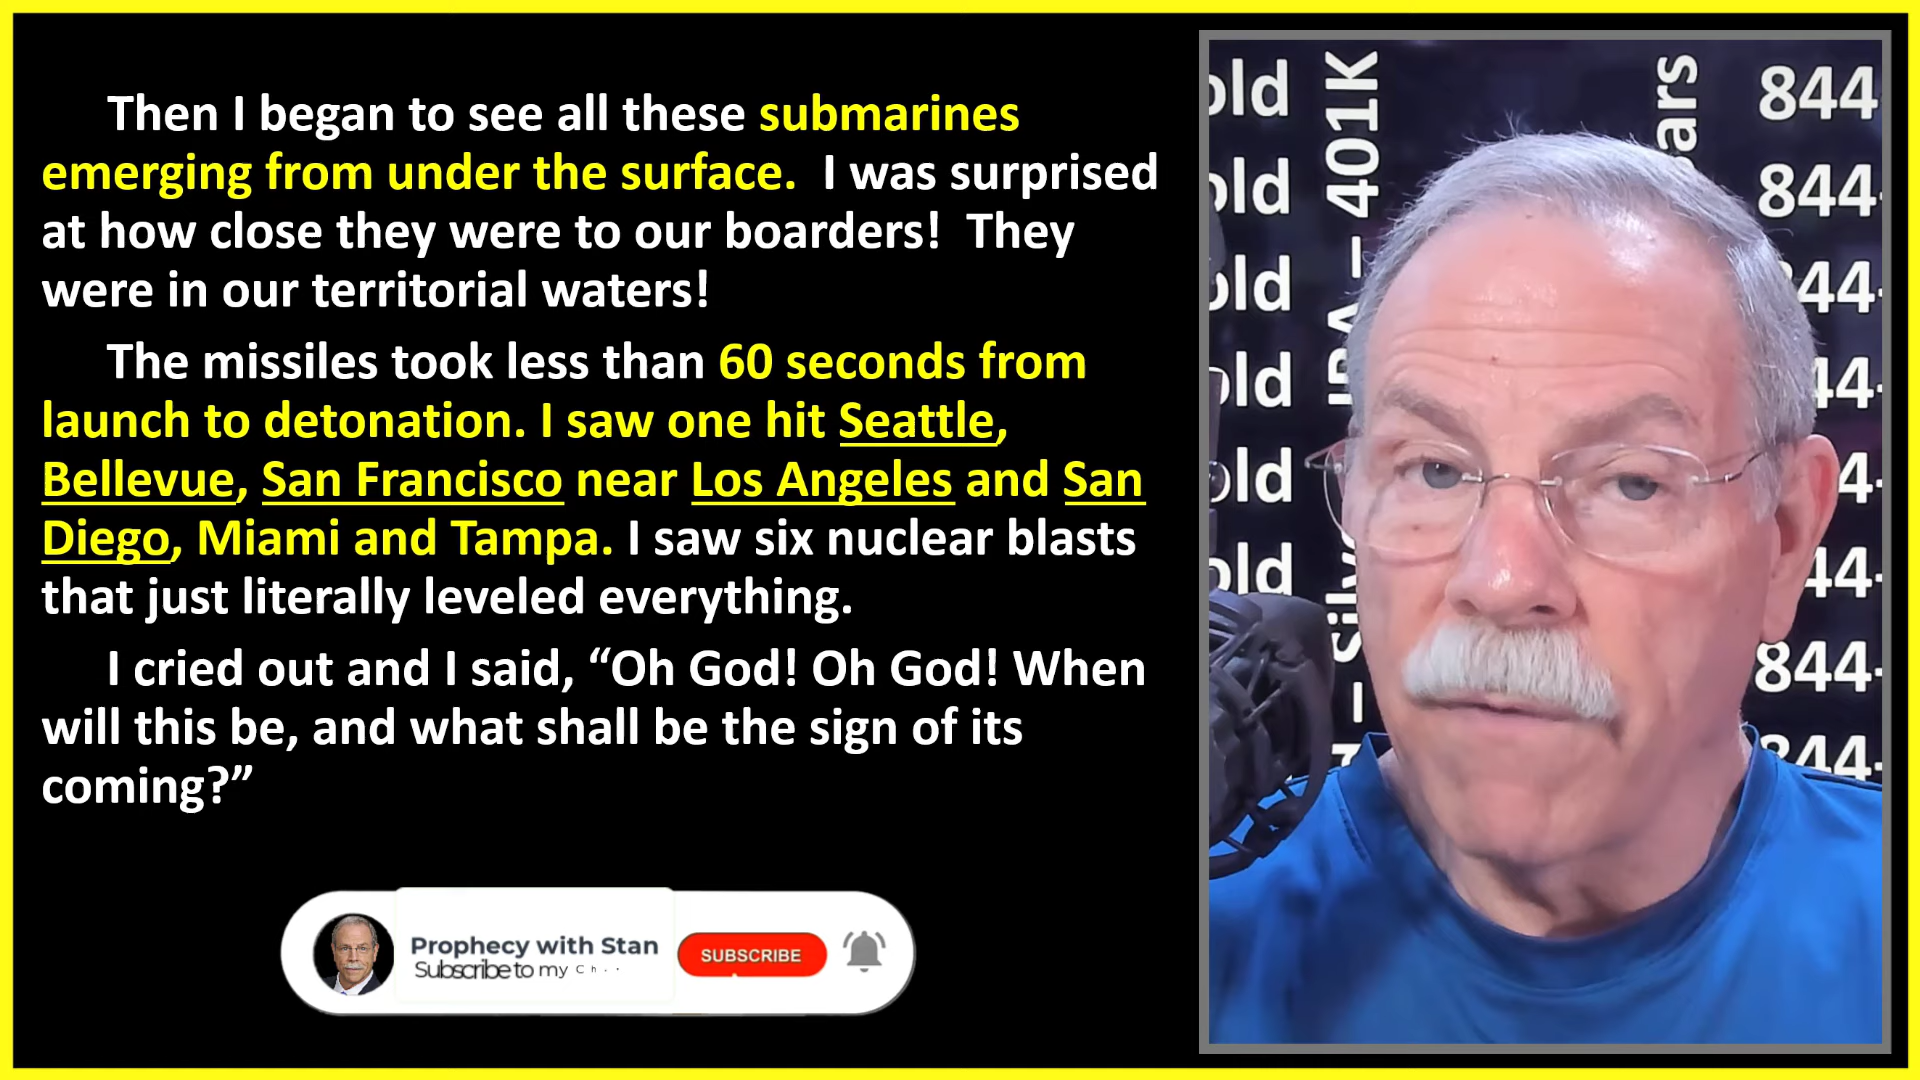 Then I began to see all these submarines
emerging from under the surface. I was surprised
at how close they were to our boarders! They
were in our territorial waters!
The missiles took less than 60 seconds from
launch to detonation. I saw one hit Seattle,
Bellevue, San Francisco near Los Angeles and San
Diego, Miami and Tampa. I saw six nuclear blasts
that just literally leveled everything.
I cried out and I said, “Oh God! Oh God! When
will this be, and what shall be the sign of its
coming?”
Prophecy with Stan
Subscribe to my Ch
SUBSCRIBE
401K
844
844-
844-
844-